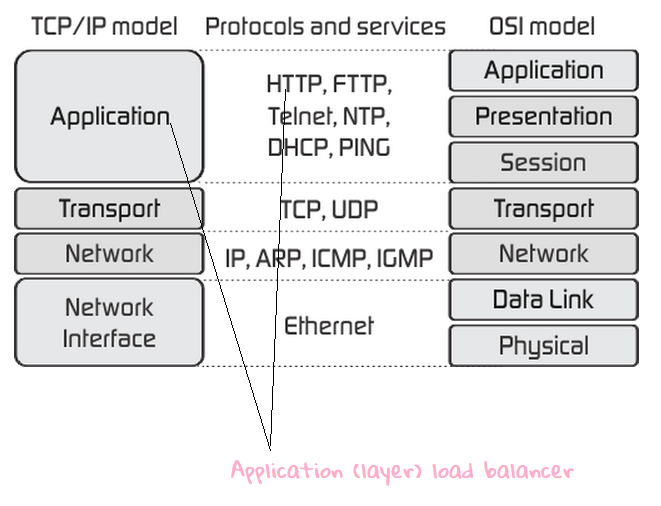 TCP/IP model Protocols and services OSI model
Application
HTTP, FTTP,
Telnet, NTP,
DHCP, PING
Application
Presentation
Session
Transport TCP, UDP Transport
Network IP, ARP, ICMP, IGMP Network
Network
Interface
Ethernet
Data Link
Physical
Application (layer) load balancer